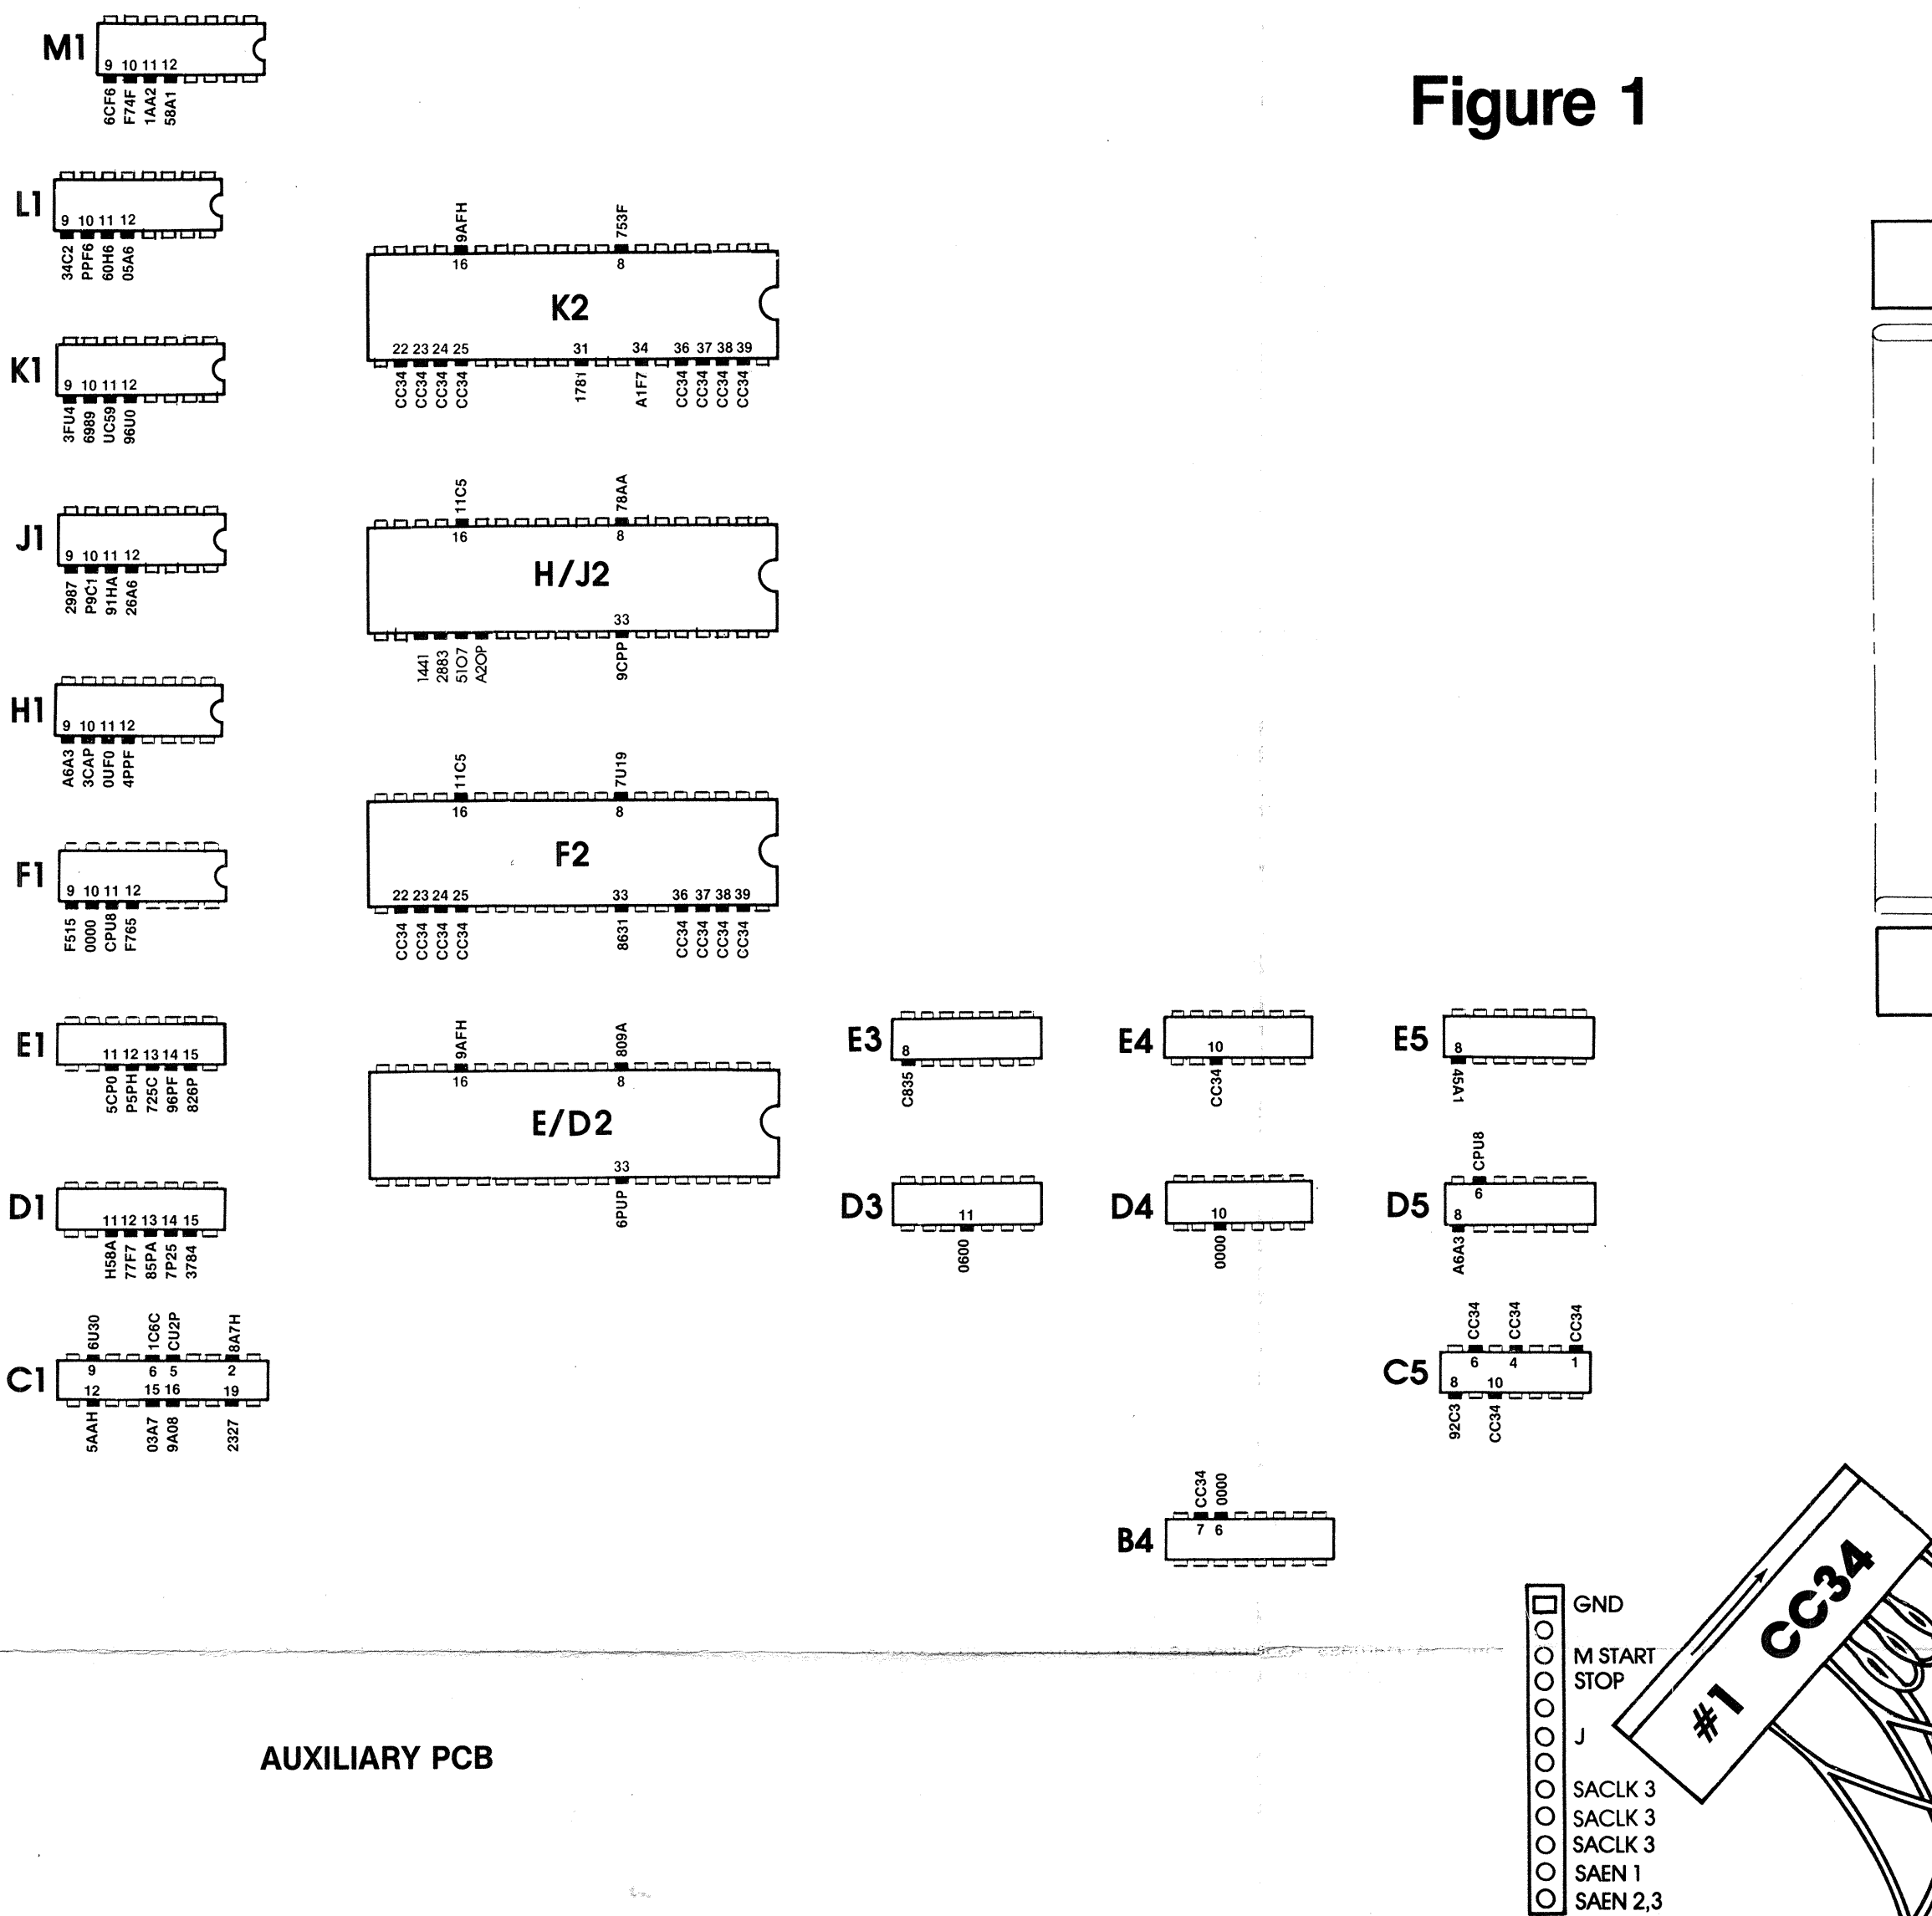 Figure 1
M1
9 10 11 12
6CF6 F74F 1AA2 58A1
L1
9 10 11 12
34C2 PPF6 60H6 05A6
K1
9 10 11 12
3FU4 6989 UC59 96U0
J1
9 10 11 12
2987 P9C1 91HA 26A6
H1
9 10 11 12
A6A3 3CAP 0UF0 4PPF
F1
9 10 11 12
F515 0000 CPU8 F765
E1
11 12 13 14 15
5CP0 P5PH 725C 96PF 826P
D1
11 12 13 14 15
H58A 77F7 85PA 7P25 3784
6U30 1C6C CU2P 8A7H
9 6 5 2
C1
12 15 16 19
5AAH 03A7 9A08 2327
9AFH 753F
16 8
K2
22 23 24 25 31 34 36 37 38 39
CC34 CC34 CC34 CC34 1781 A1F7 CC34 CC34 CC34 CC34
11C5 78AA
16 8
H/J2
33
1441 2883 51O7 A2OP 9CPP
11C5 7U19
16 8
F2
22 23 24 25 33 36 37 38 39
CC34 CC34 CC34 CC34 8631 CC34 CC34 CC34 CC34
9AFH 809A
16 8
E/D2
33
6PUP
E3
8
C835
E4
10
CC34
E5
8
45A1
D3
11
0600
D4
10
0000
CPU8
6
D5
8
A6A3
CC34 CC34 CC34
6 4 1
C5
8 10
92C3 CC34
CC34 0000
7 6
B4
GND
M START
STOP
J
SACLK 3
SACLK 3
SACLK 3
SAEN 1
SAEN 2,3
#1 CC34
AUXILIARY PCB